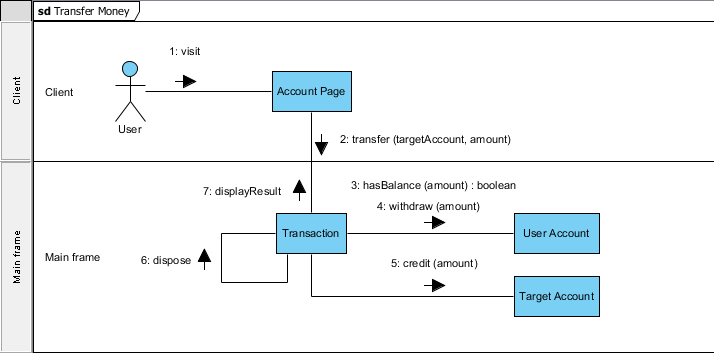 sd Transfer Money
Client
Client
1: visit
User
Account Page
2: transfer (targetAccount, amount)
Main frame
Main frame
7: displayResult
3: hasBalance (amount) : boolean
4: withdraw (amount)
Transaction
User Account
6: dispose
5: credit (amount)
Target Account